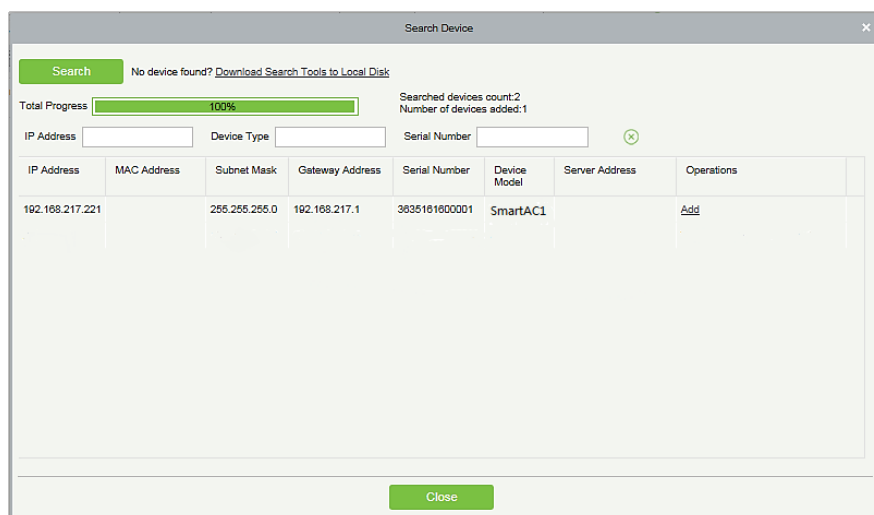 Search Device
Search
No device found? Download Search Tools to Local Disk
Total Progress
100%
Searched devices count:2
Number of devices added:1
IP Address
Device Type
Serial Number
IP Address
MAC Address
Subnet Mask
Gateway Address
Serial Number
Device
Model
Server Address
Operations
192.168.217.221
255.255.255.0
192.168.217.1
3635161600001
SmartAC1
Add
Close